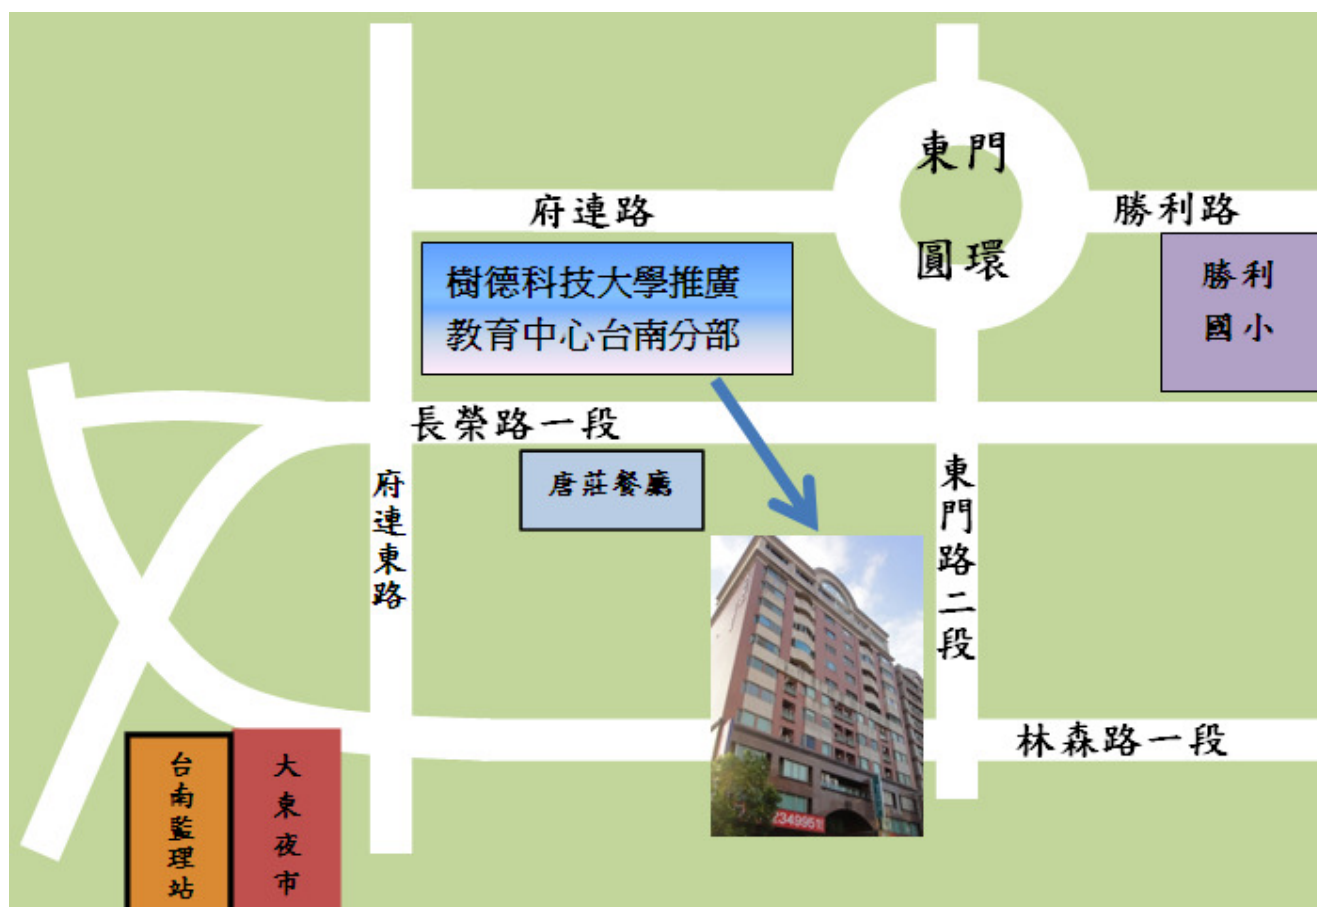 東門
圓環
府連路
勝利路
樹德科技大學推廣
教育中心台南分部
勝利
國小
長榮路一段
唐莊餐廳
府連東路
東門路二段
林森路一段
台南監理站
大東夜市